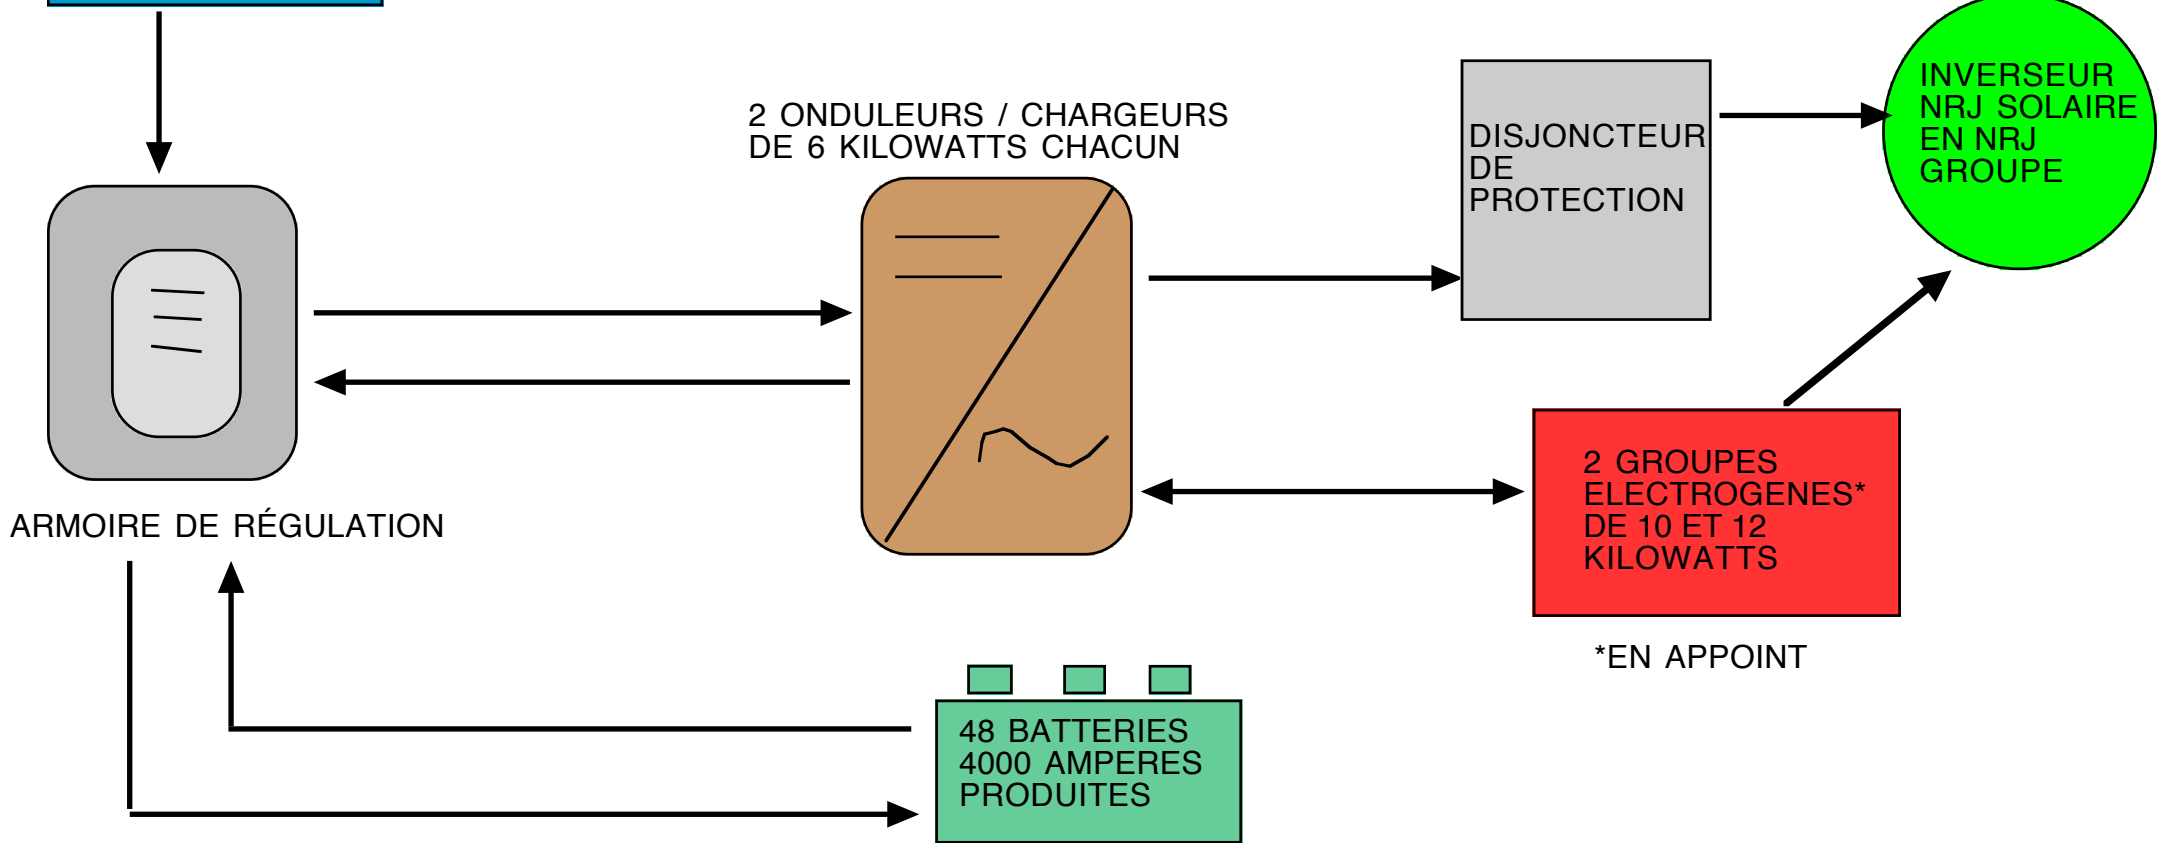 2 ONDULEURS / CHARGEURS
DE 6 KILOWATTS CHACUN
DISJONCTEUR
DE
PROTECTION
INVERSEUR
NRJ SOLAIRE
EN NRJ
GROUPE
ARMOIRE DE RÉGULATION
2 GROUPES
ELECTROGENES*
DE 10 ET 12
KILOWATTS
*EN APPOINT
48 BATTERIES
4000 AMPERES
PRODUITES